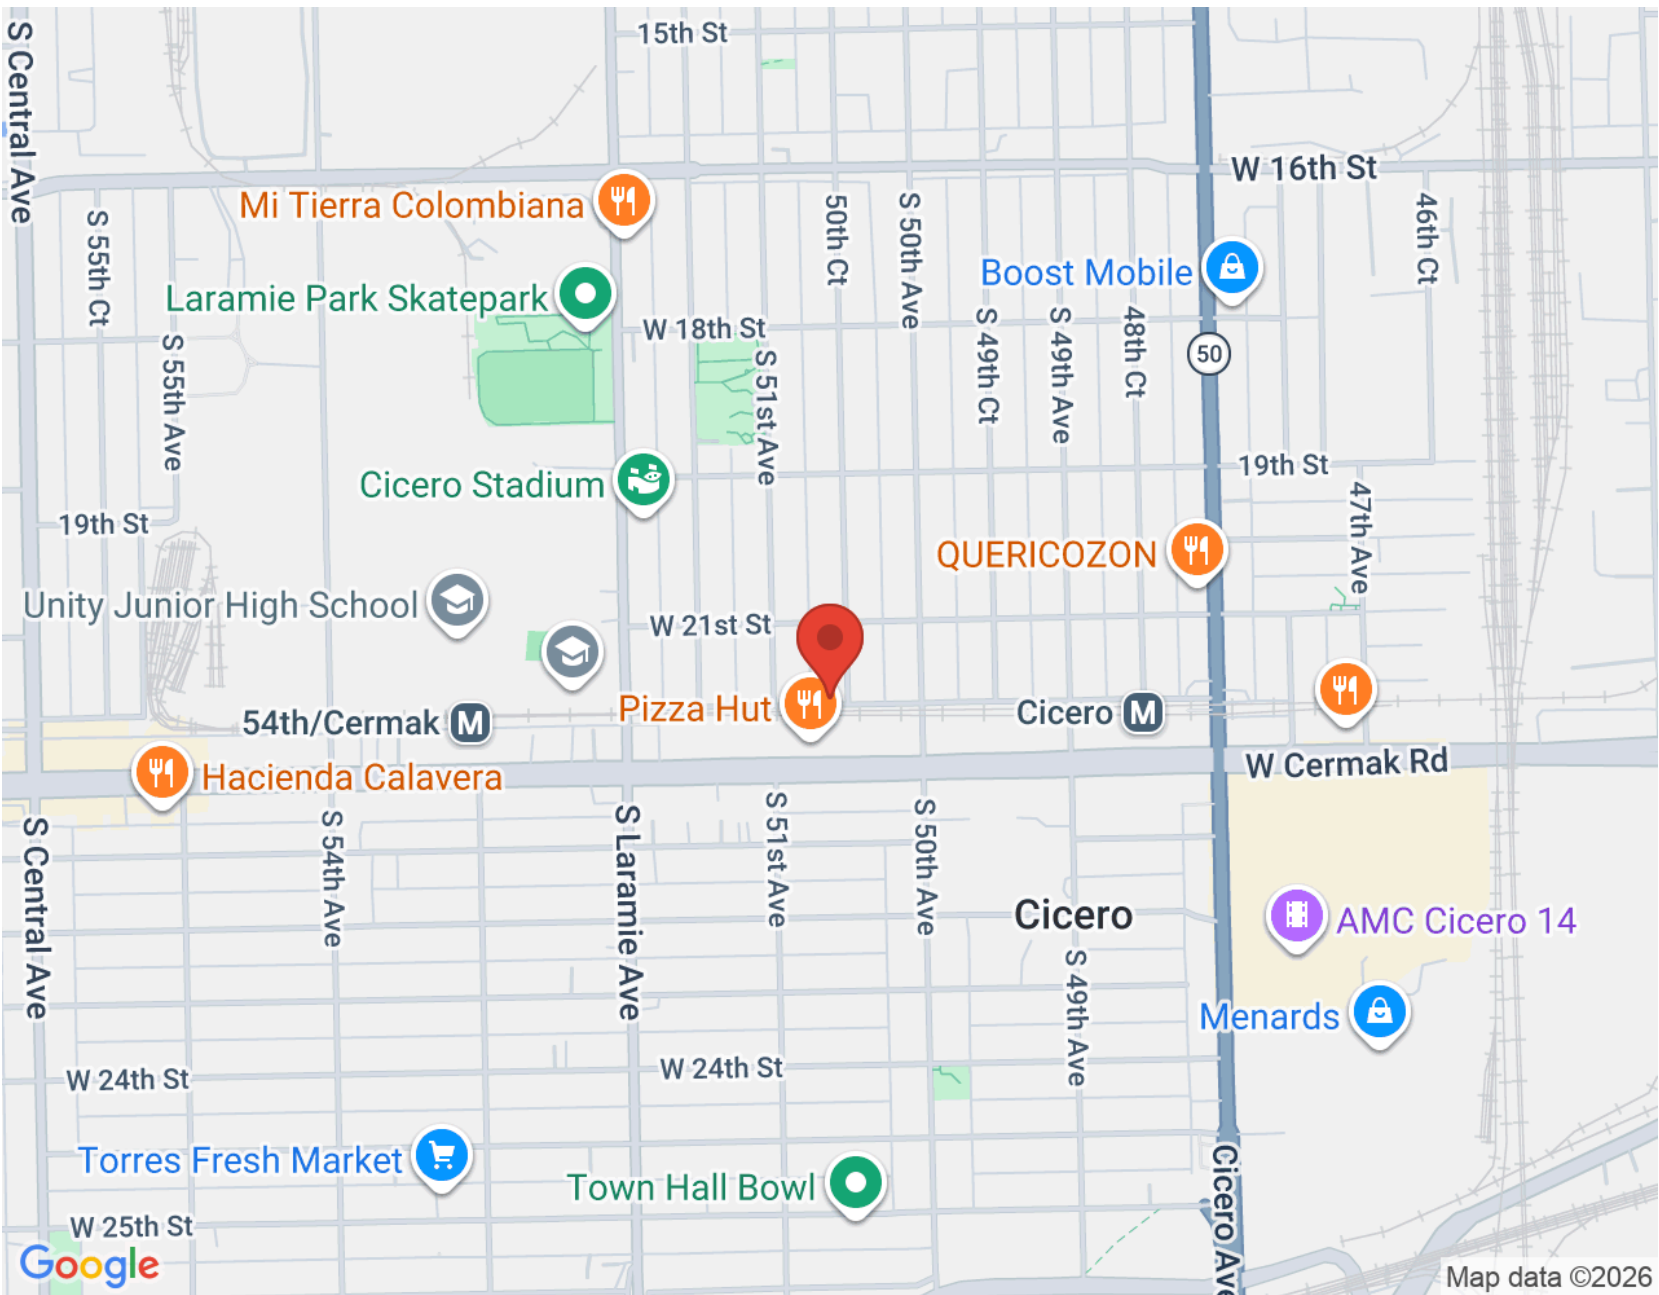 15th St
S Central Ave
W 16th St
Mi Tierra Colombiana
S 55th Ct
50th Ct
S 50th Ave
46th Ct
Boost Mobile
Laramie Park Skatepark
W 18th St
S 55th Ave
S 51st Ave
S 49th Ct
S 49th Ave
48th Ct
50
Cicero Stadium
19th St
19th St
47th Ave
QUERICOZON
Unity Junior High School
W 21st St
Pizza Hut
54th/Cermak M
Cicero M
Hacienda Calavera
W Cermak Rd
S Central Ave
S 54th Ave
S Laramie Ave
S 51st Ave
S 50th Ave
Cicero
AMC Cicero 14
S 49th Ave
Menards
W 24th St
W 24th St
Torres Fresh Market
Town Hall Bowl
Cicero Ave
W 25th St
Google
Map data ©2026